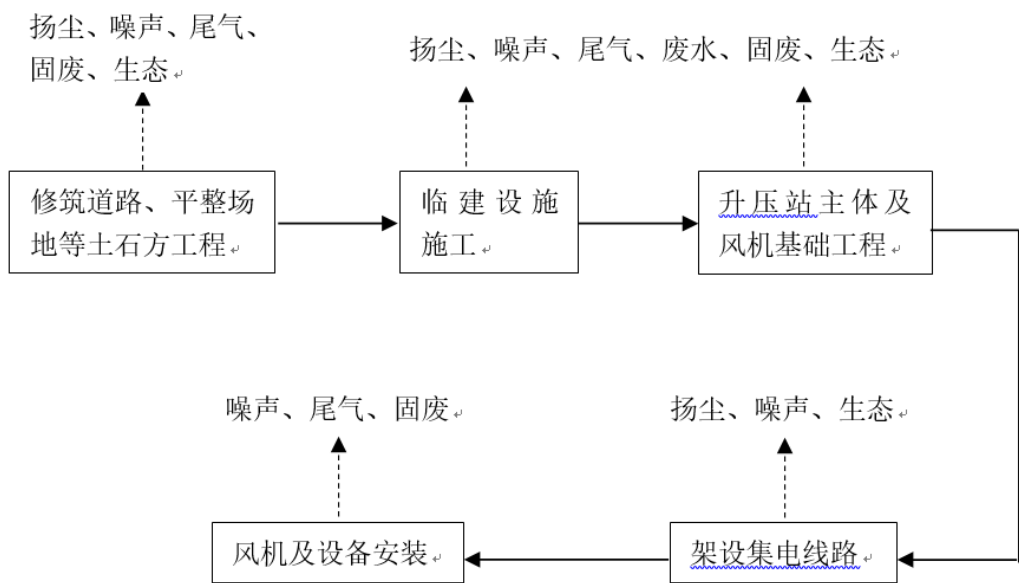 扬尘、噪声、尾气、
固废、生态
扬尘、噪声、尾气、废水、固废、生态
修筑道路、平整场
地等土石方工程
临建设施
施工
升压站主体及
风机基础工程
噪声、尾气、固废
扬尘、噪声、生态
风机及设备安装
架设集电线路